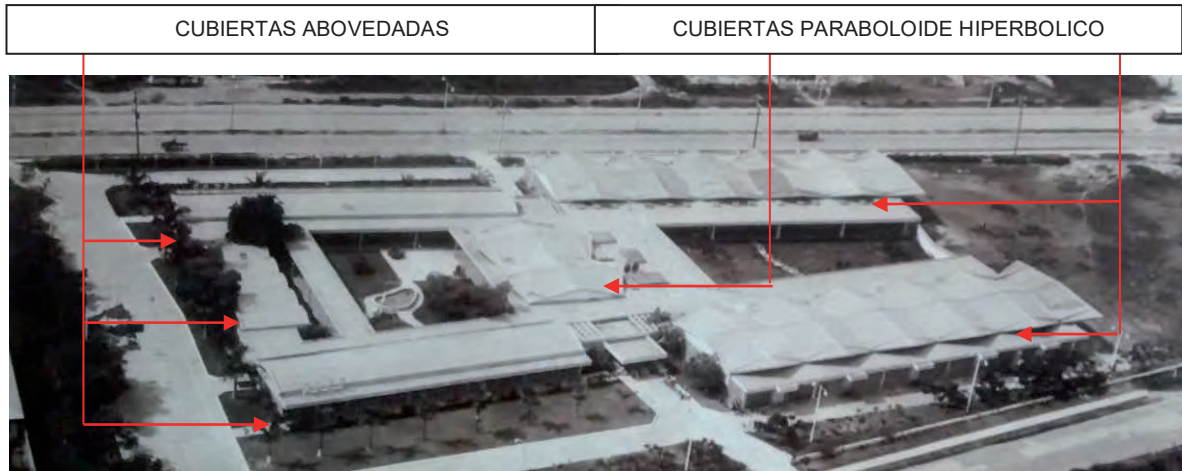 CUBIERTAS ABOVEDADAS
CUBIERTAS PARABOLOIDE HIPERBOLICO